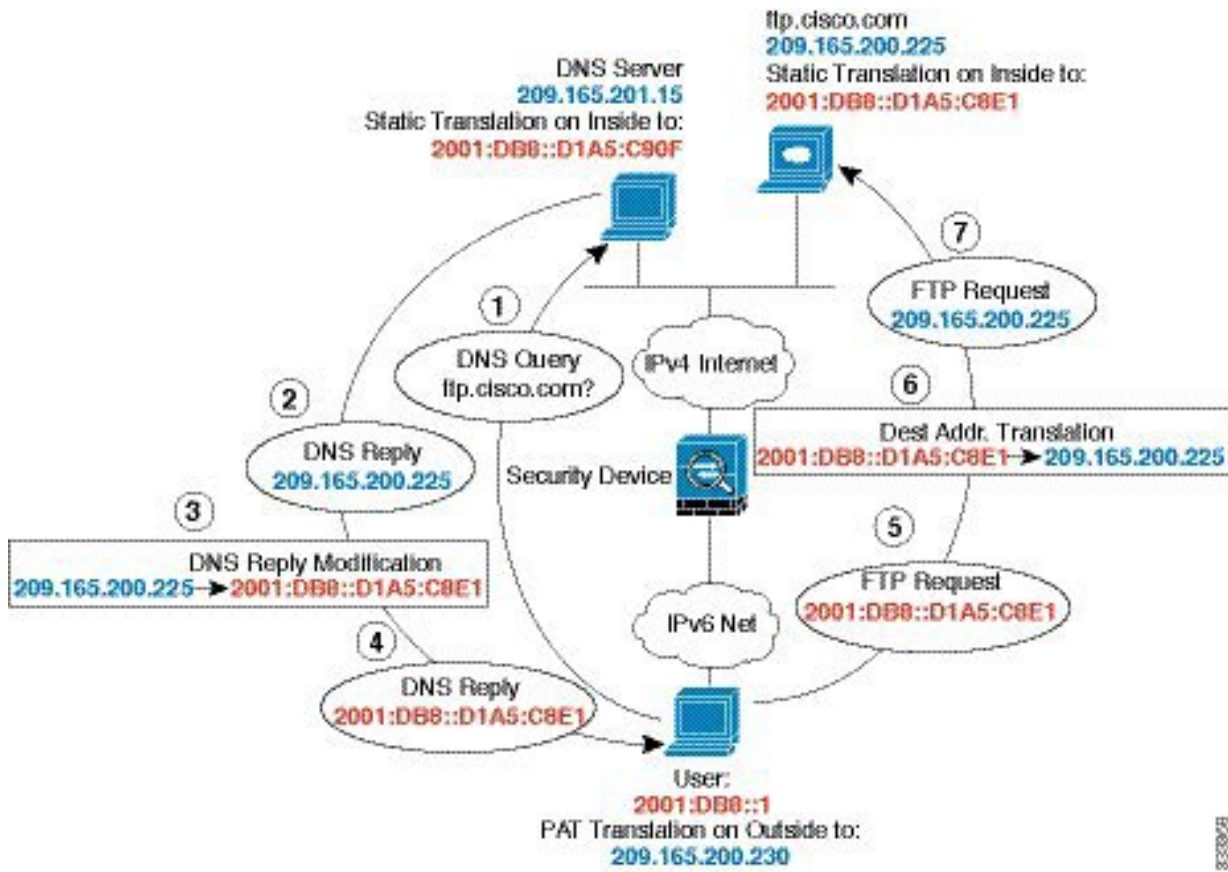 ftp.cisco.com
209.165.200.225
Static Translation on Inside to:
2001:DB8::D1A5:C8E1
DNS Server
209.165.201.15
Static Translation on Inside to:
2001:DB8::D1A5:C90F
7
FTP Request
209.165.200.225
1
DNS Query
ftp.cisco.com?
IPv4 Internet
6
Dest Addr. Translation
2001:DB8::D1A5:C8E1 → 209.165.200.225
2
DNS Reply
209.165.200.225
Security Device
3
DNS Reply Modification
209.165.200.225 → 2001:DB8::D1A5:C8E1
5
FTP Request
2001:DB8::D1A5:C8E1
IPv6 Net
4
DNS Reply
2001:DB8::D1A5:C8E1
User:
2001:DB8::1
PAT Translation on Outside to:
209.165.200.230